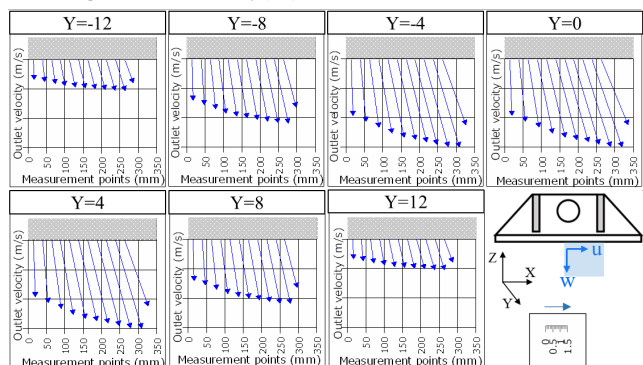 Y=-12
Y=-8
Y=-4
Y=0
Outlet velocity (m/s)
0 50 100 150 200 250 300 350
Measurement points (mm)
Outlet velocity (m/s)
0 50 100 150 200 250 300 350
Measurement points (mm)
Outlet velocity (m/s)
0 50 100 150 200 250 300 350
Measurement points (mm)
Outlet velocity (m/s)
0 50 100 150 200 250 300 350
Measurement points (mm)
Y=4
Y=8
Y=12
Outlet velocity (m/s)
0 50 100 150 200 250 300 350
Measurement points (mm)
Outlet velocity (m/s)
0 50 100 150 200 250 300 350
Measurement points (mm)
Outlet velocity (m/s)
0 50 100 150 200 250 300 350
Measurement points (mm)
u
w
Z
X
Y
0 0.5 1 1.5